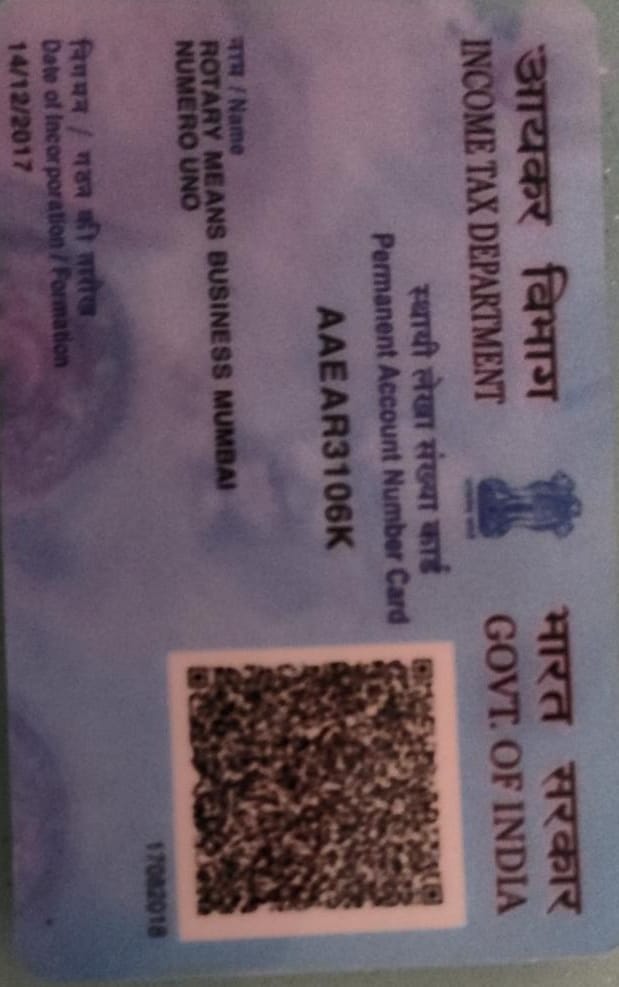 आयकर विभाग
INCOME TAX DEPARTMENT
भारत सरकार
GOVT. OF INDIA
स्थायी लेखा संख्या कार्ड
Permanent Account Number Card
AAEAR3106K
नाम / Name
ROTARY MEANS BUSINESS MUMBAI
NUMERO UNO
17082018
निगमन / गठन की तारीख
Date of Incorporation / Formation
14/12/2017